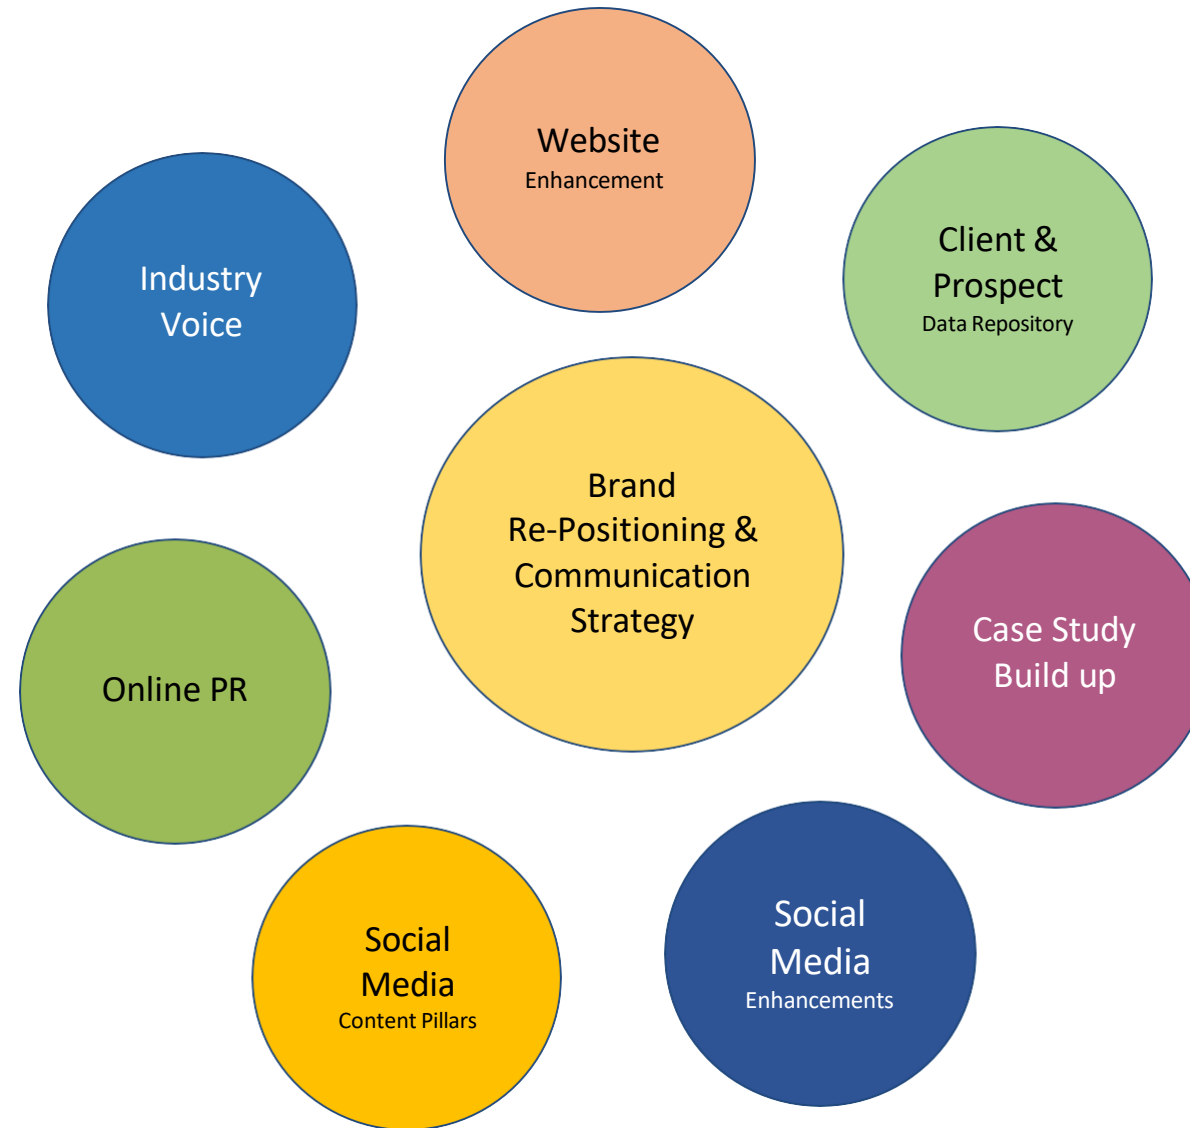 Website
Enhancement
Client &
Prospect
Data Repository
Industry
Voice
Brand
Re-Positioning &
Communication
Strategy
Case Study
Build up
Online PR
Social
Media
Enhancements
Social
Media
Content Pillars